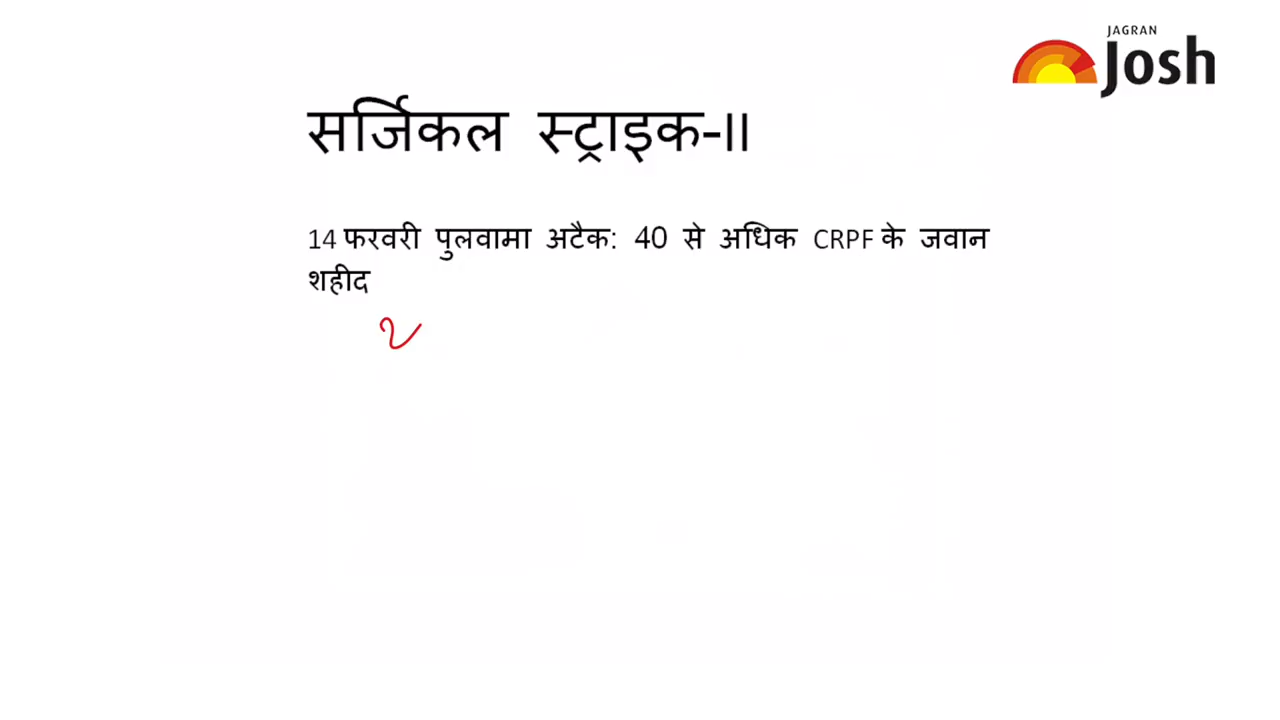 JAGRAN
Josh
सर्जिकल स्ट्राइक-II
14 फरवरी पुलवामा अटैक: 40 से अधिक CRPF के जवान
शहीद